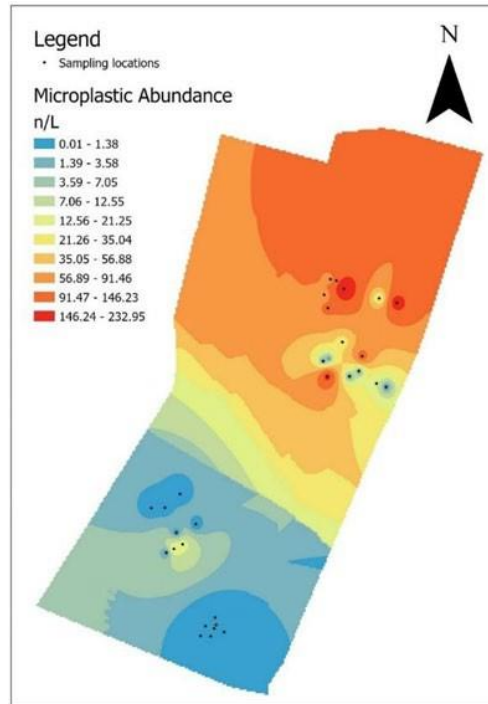 Legend
Sampling locations
Microplastic Abundance
n/L
0.01 - 1.38
1.39 - 3.58
3.59 - 7.05
7.06 - 12.55
12.56 - 21.25
21.26 - 35.04
35.05 - 56.88
56.89 - 91.46
91.47 - 146.23
146.24 - 232.95
N